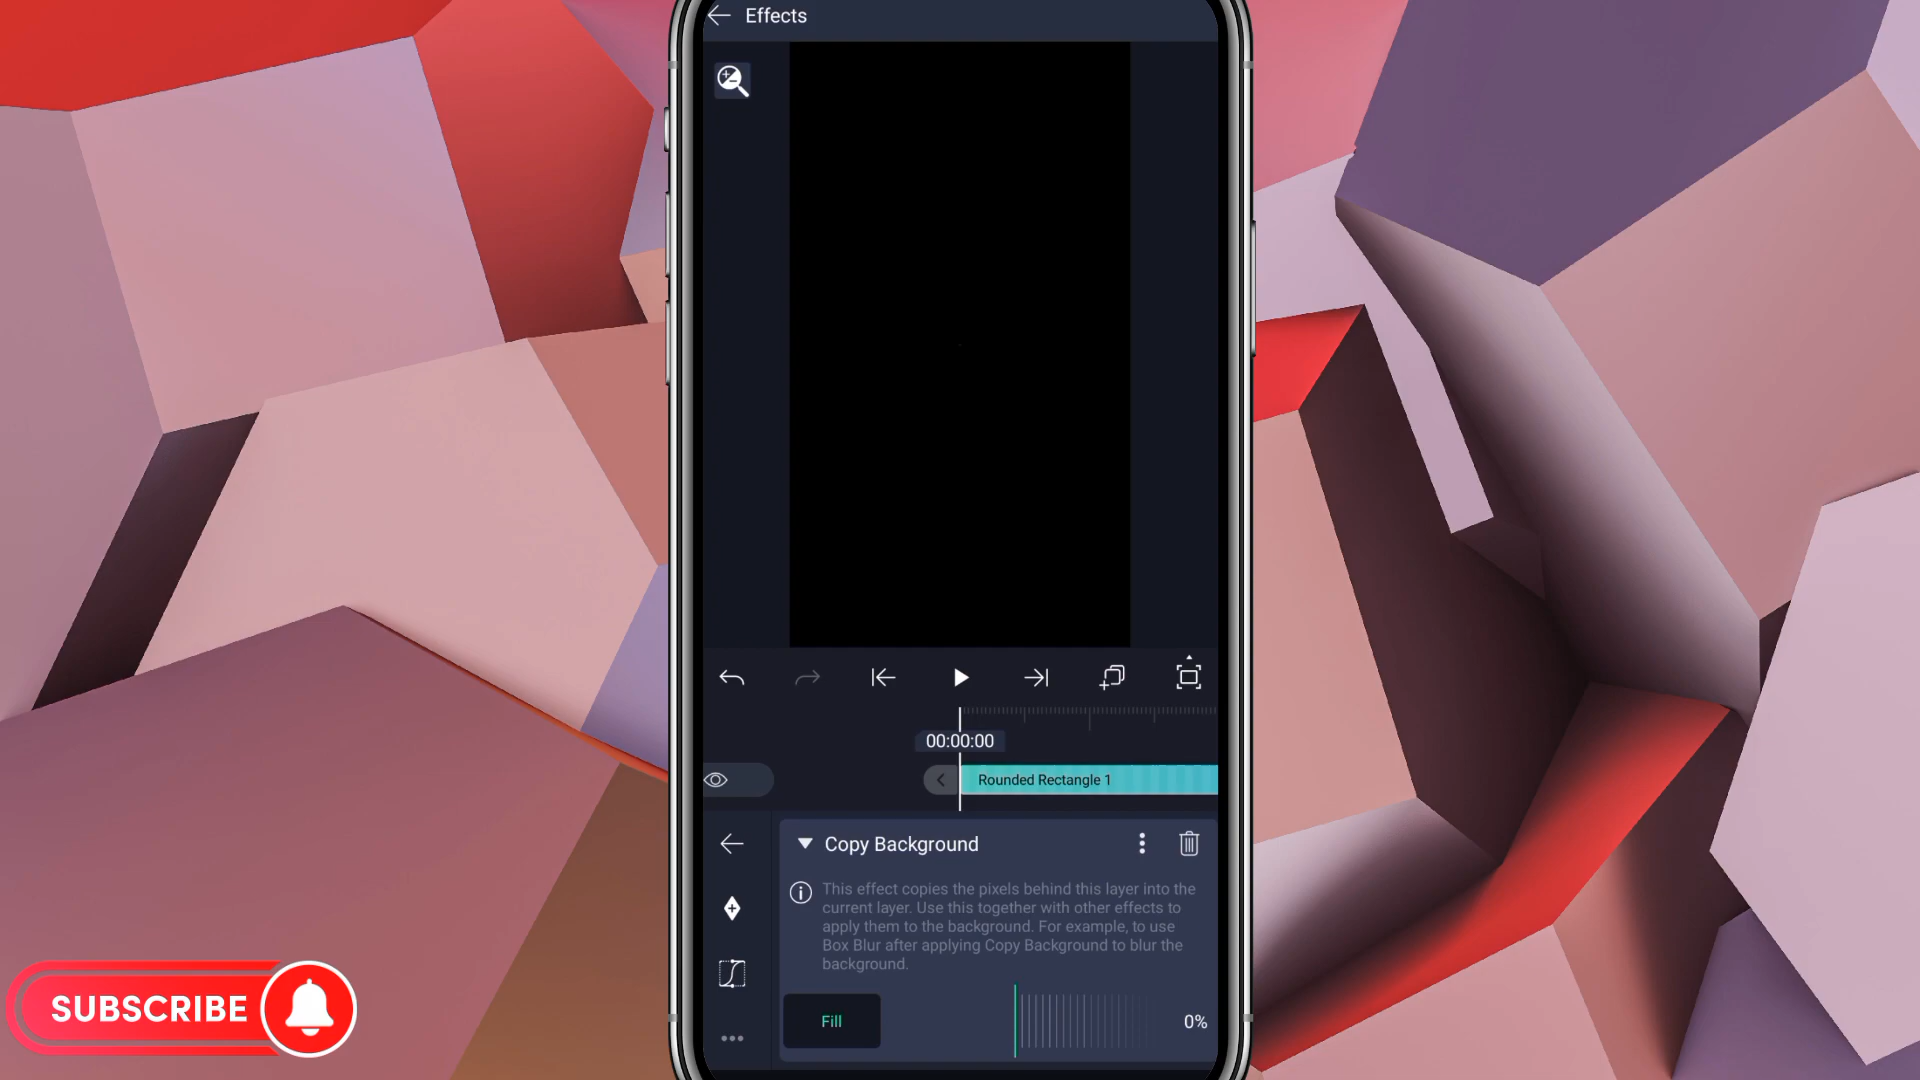 Effects
00:00:00
Rounded Rectangle 1
Copy Background
This effect copies the pixels behind this layer into the
current layer. Use this together with other effects to
apply them to the background. For example, to use
Box Blur after applying Copy Background to blur the
background.
Fill
0%
SUBSCRIBE